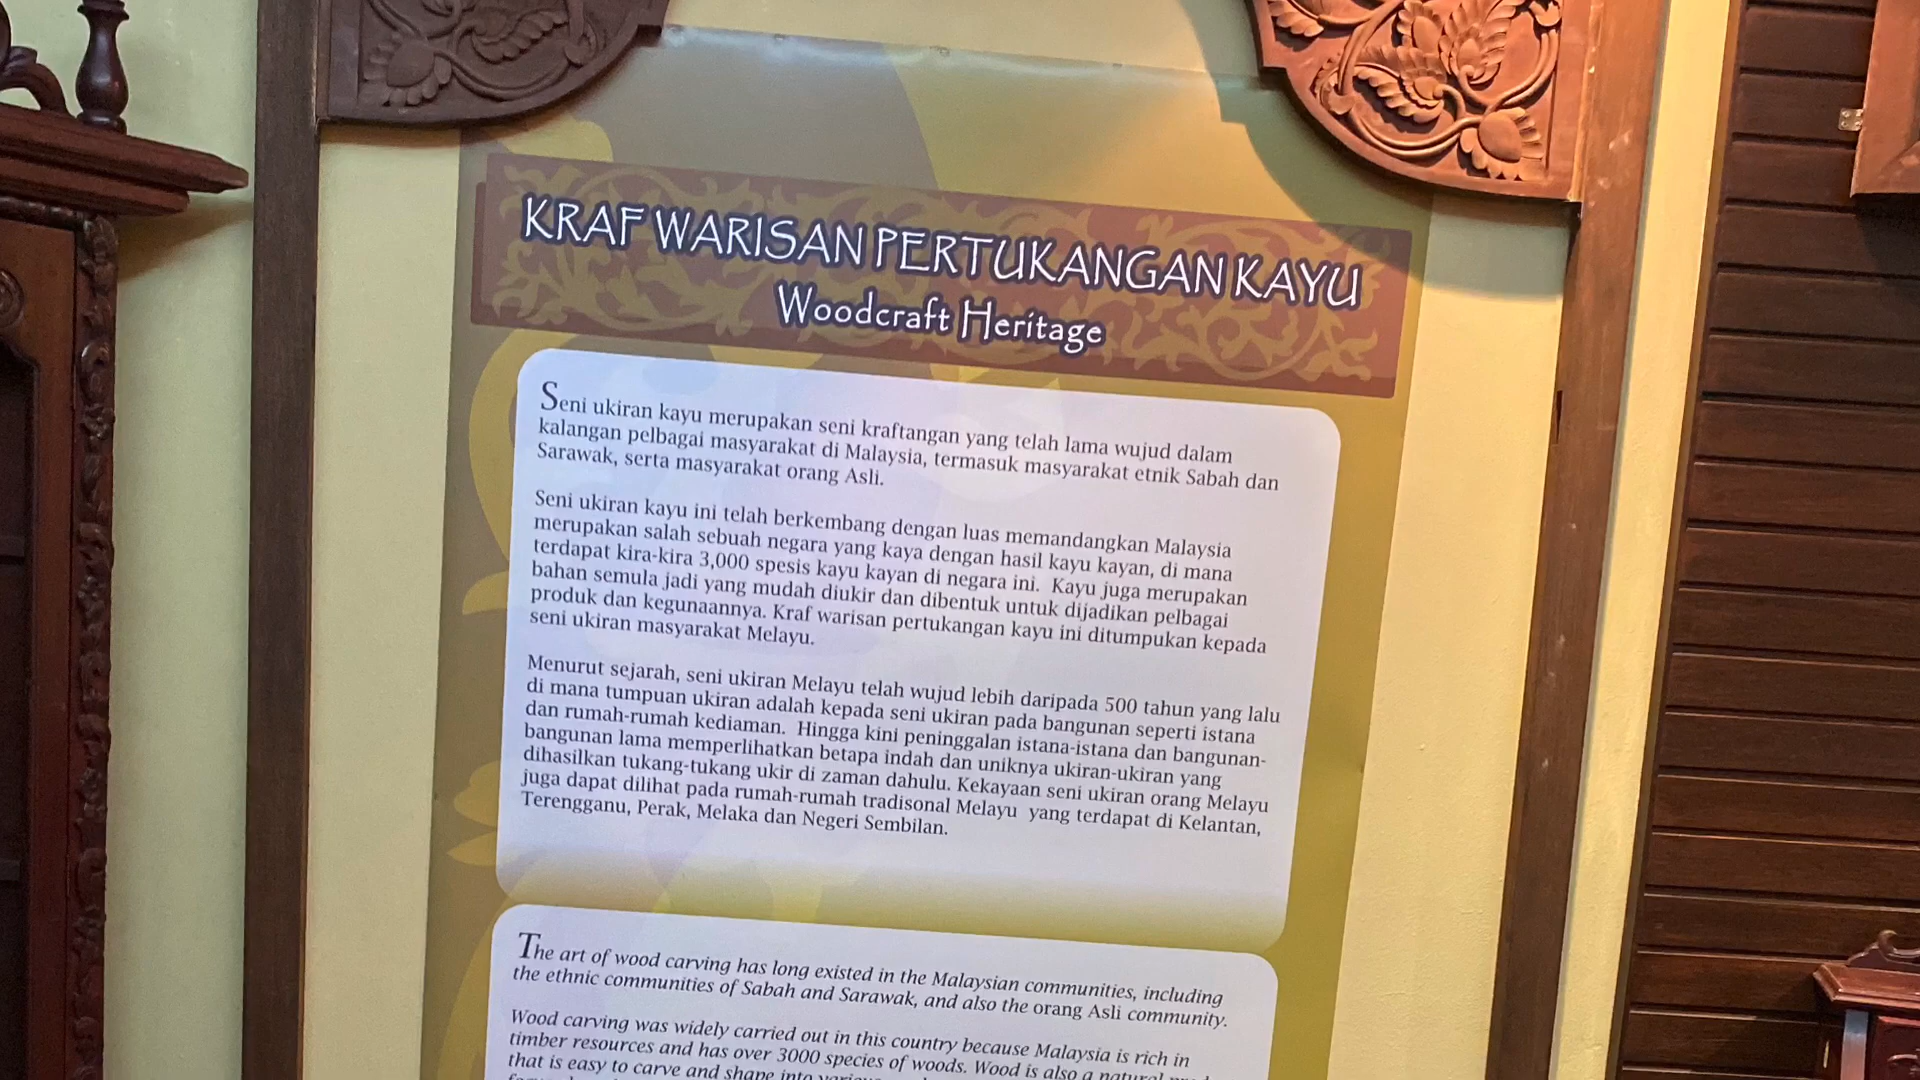 KRAF WARISAN PERTUKANGAN KAYU
Woodcraft Heritage
Seni ukiran kayu merupakan seni kraftangan yang telah lama wujud dalam
kalangan pelbagai masyarakat di Malaysia, termasuk masyarakat etnik Sabah dan
Sarawak, serta masyarakat orang Asli.
Seni ukiran kayu ini telah berkembang dengan luas memandangkan Malaysia
merupakan salah sebuah negara yang kaya dengan hasil kayu kayan, di mana
terdapat kira-kira 3,000 spesis kayu kayan di negara ini. Kayu juga merupakan
bahan semula jadi yang mudah diukir dan dibentuk untuk dijadikan pelbagai
produk dan kegunaannya. Kraf warisan pertukangan kayu ini ditumpukan kepada
seni ukiran masyarakat Melayu.
Menurut sejarah, seni ukiran Melayu telah wujud lebih daripada 500 tahun yang lalu
di mana tumpuan ukiran adalah kepada seni ukiran pada bangunan seperti istana
dan rumah-rumah kediaman. Hingga kini peninggalan istana-istana dan bangunan-
bangunan lama memperlihatkan betapa indah dan uniknya ukiran-ukiran yang
dihasilkan tukang-tukang ukir di zaman dahulu. Kekayaan seni ukiran orang Melayu
juga dapat dilihat pada rumah-rumah tradisonal Melayu yang terdapat di Kelantan,
Terengganu, Perak, Melaka dan Negeri Sembilan.
The art of wood carving has long existed in the Malaysian communities, including
the ethnic communities of Sabah and Sarawak, and also the orang Asli community.
Wood carving was widely carried out in this country because Malaysia is rich in
timber resources and has over 3000 species of woods. Wood is also a natural
that is easy to carve and shape into